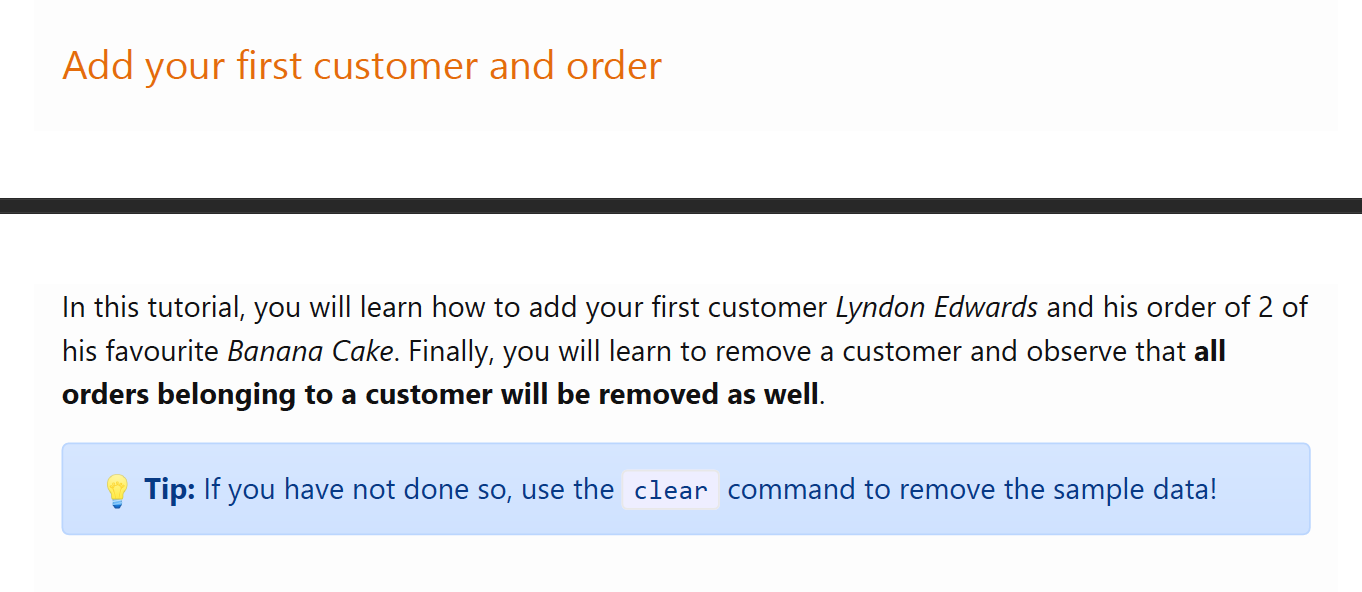 Add your first customer and order
In this tutorial, you will learn how to add your first customer Lyndon Edwards and his order of 2 of
his favourite Banana Cake. Finally, you will learn to remove a customer and observe that all
orders belonging to a customer will be removed as well.
💡 Tip: If you have not done so, use the clear command to remove the sample data!